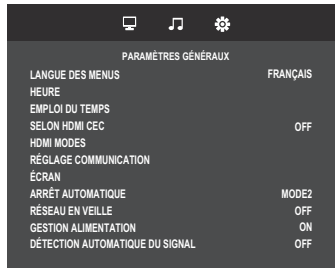 PARAMÈTRES GÉNÉRAUX
LANGUE DES MENUS FRANÇAIS
HEURE
EMPLOI DU TEMPS
SELON HDMI CEC OFF
HDMI MODES
RÉGLAGE COMMUNICATION
ÉCRAN
ARRÊT AUTOMATIQUE MODE2
RÉSEAU EN VEILLE OFF
GESTION ALIMENTATION ON
DÉTECTION AUTOMATIQUE DU SIGNAL OFF